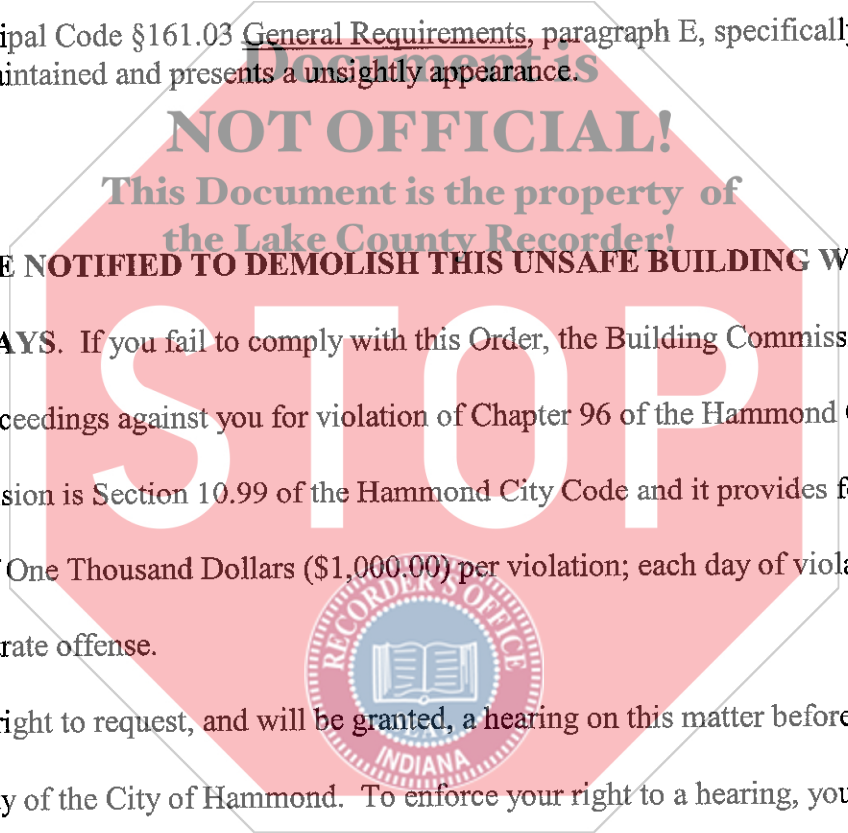 ipal Code §161.03 General Requirements, paragraph E, specifically
intained and presents a unsightly appearance.
Document is
NOT OFFICIAL!
This Document is the property of
the Lake County Recorder!
E NOTIFIED TO DEMOLISH THIS UNSAFE BUILDING W
AYS. If you fail to comply with this Order, the Building Commiss
STOP
ceedings against you for violation of Chapter 96 of the Hammond C
sion is Section 10.99 of the Hammond City Code and it provides f
One Thousand Dollars ($1,000.00) per violation; each day of viola
RECORDER'S OFFICE
rate offense.
right to request, and will be granted, a hearing on this matter before
INDIANA
y of the City of Hammond. To enforce your right to a hearing, you